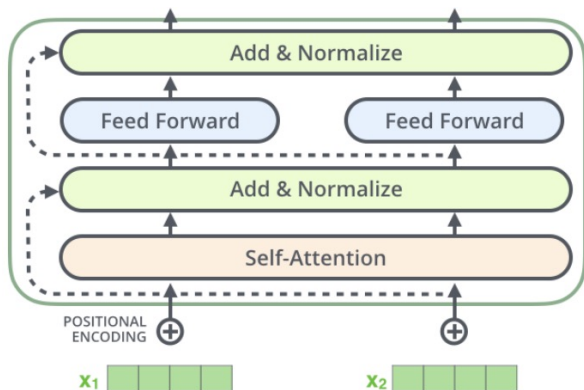 Add & Normalize
Feed Forward
Feed Forward
Add & Normalize
Self-Attention
POSITIONAL
ENCODING
x₁
x₂